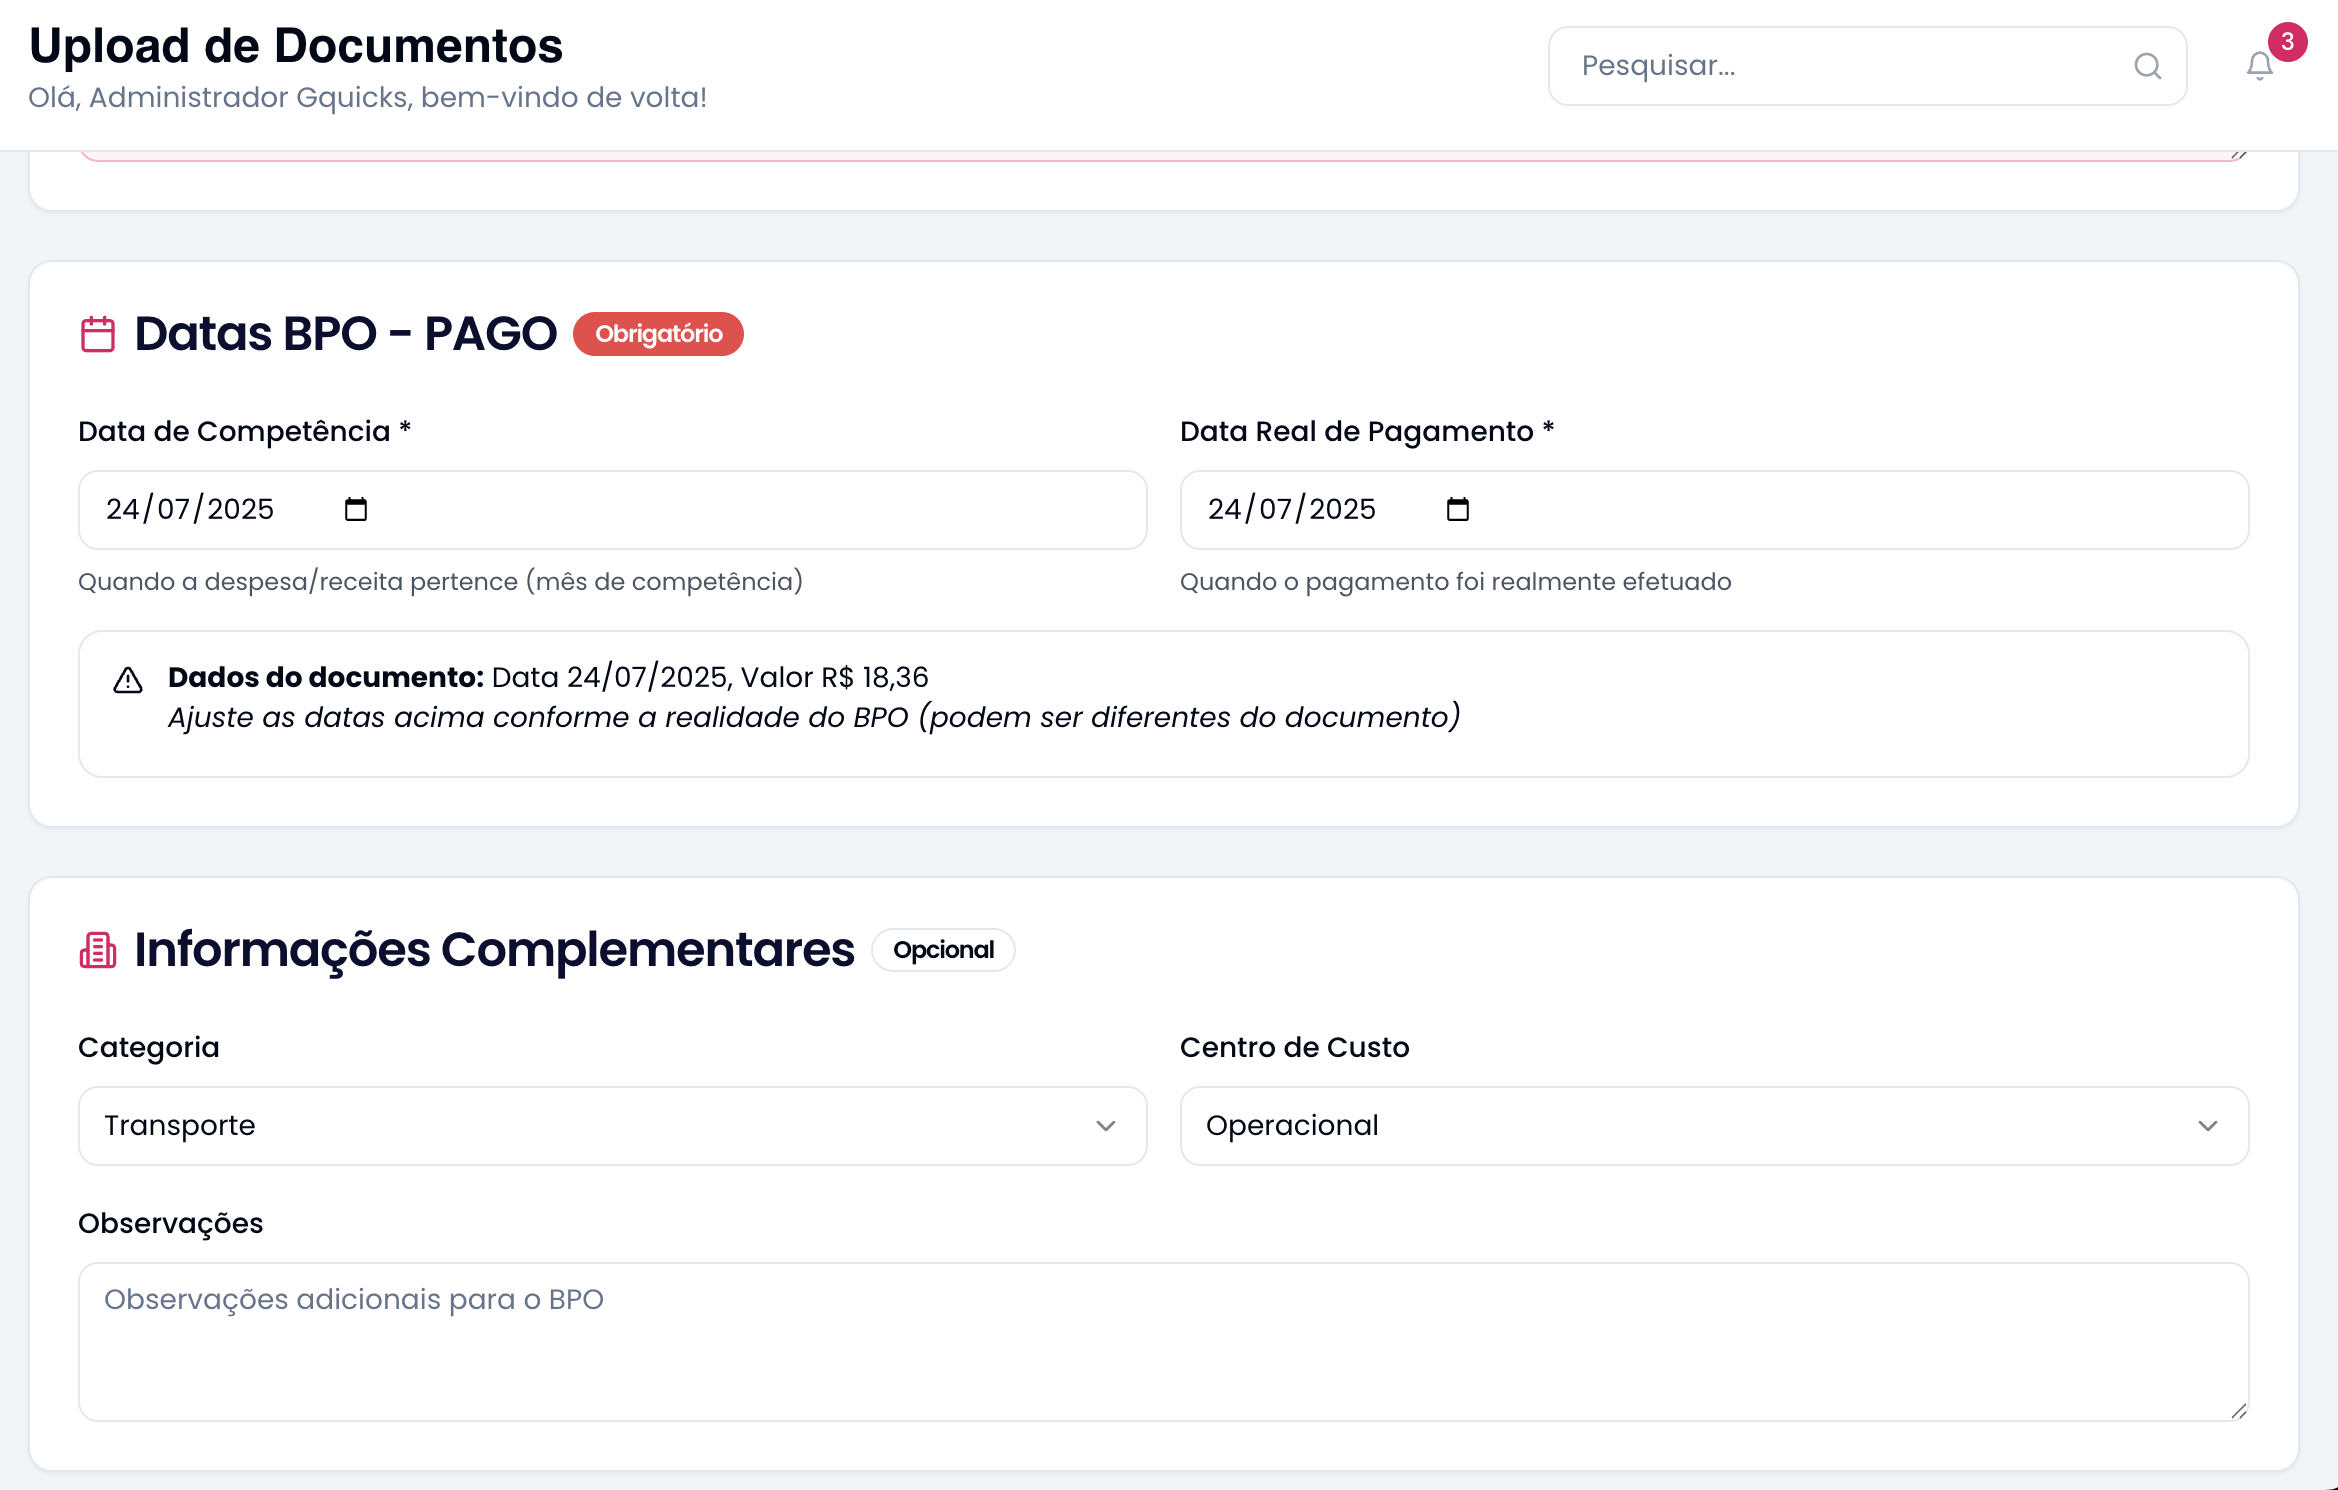 Upload de Documentos
Olá, Administrador Gquicks, bem-vindo de volta!
Pesquisar...
3
Datas BPO - PAGO
Obrigatório
Data de Competência *
Data Real de Pagamento *
24/07/2025
24/07/2025
Quando a despesa/receita pertence (mês de competência)
Quando o pagamento foi realmente efetuado
Dados do documento: Data 24/07/2025, Valor R$ 18,36
Ajuste as datas acima conforme a realidade do BPO (podem ser diferentes do documento)
Informações Complementares
Opcional
Categoria
Centro de Custo
Transporte
Operacional
Observações
Observações adicionais para o BPO